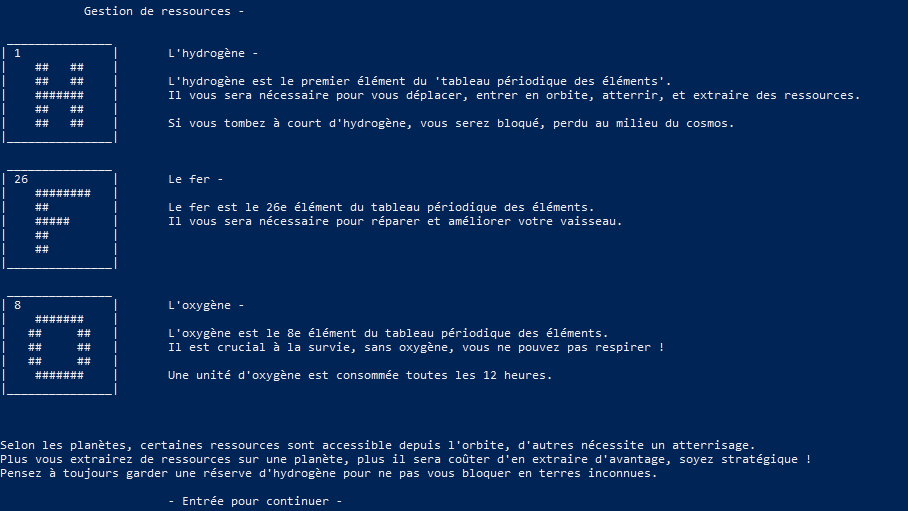 Gestion de ressources -
1
L'hydrogène -
L'hydrogène est le premier élément du 'tableau périodique des éléments'.
Il vous sera nécessaire pour vous déplacer, entrer en orbite, atterrir, et extraire des ressources.
Si vous tombez à court d'hydrogène, vous serez bloqué, perdu au milieu du cosmos.
26
Le fer -
Le fer est le 26e élément du tableau périodique des éléments.
Il vous sera nécessaire pour réparer et améliorer votre vaisseau.
8
L'oxygène -
L'oxygène est le 8e élément du tableau périodique des éléments.
Il est crucial à la survie, sans oxygène, vous ne pouvez pas respirer !
Une unité d'oxygène est consommée toutes les 12 heures.
Selon les planètes, certaines ressources sont accessible depuis l'orbite, d'autres nécessite un atterrisage.
Plus vous extrairez de ressources sur une planète, plus il sera coûter d'en extraire d'avantage, soyez stratégique !
Pensez à toujours garder une réserve d'hydrogène pour ne pas vous bloquer en terres inconnues.
- Entrée pour continuer -